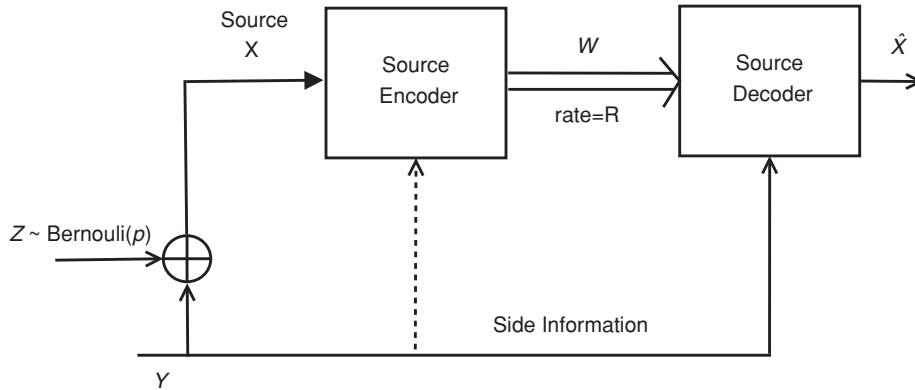 Source
X
Source
Encoder
W
rate=R
Source
Decoder
X̂
Z ~ Bernouli(p)
Side Information
Y